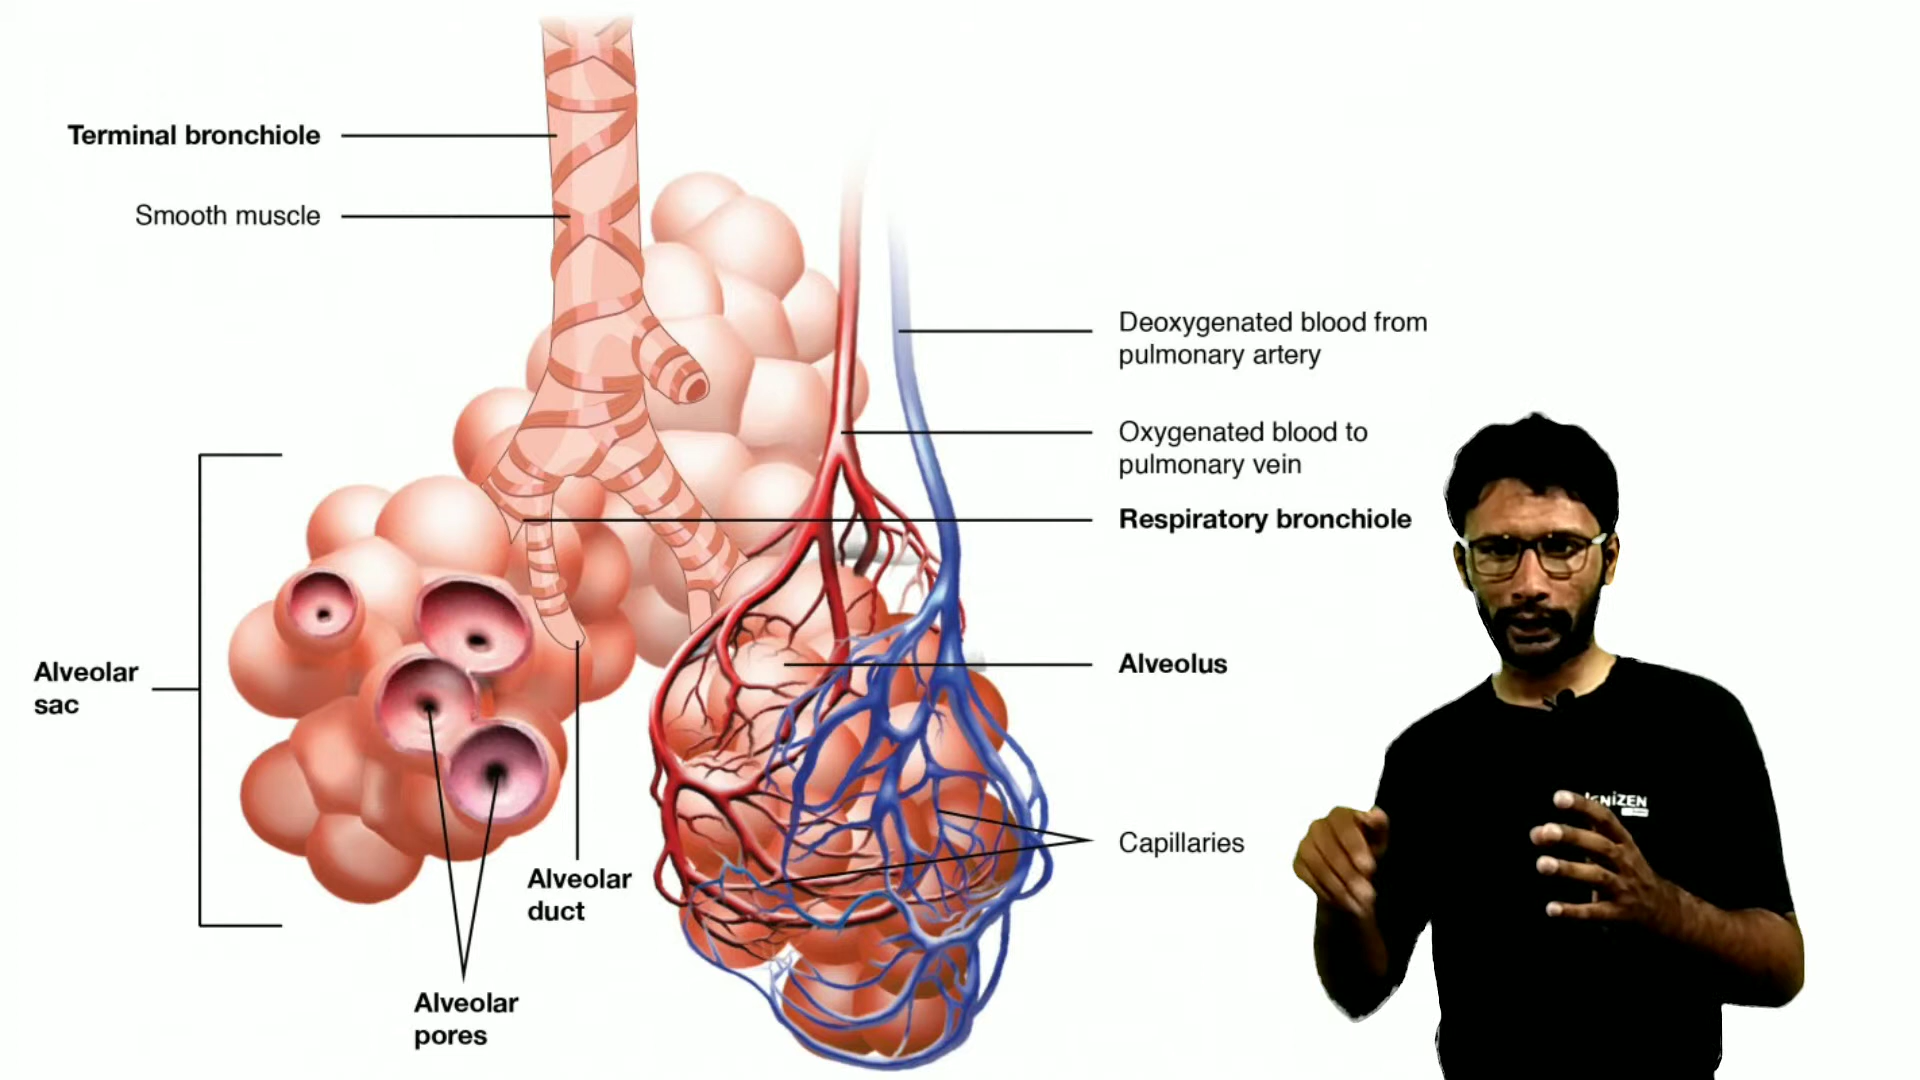 Terminal bronchiole
Smooth muscle
Deoxygenated blood from
pulmonary artery
Oxygenated blood to
pulmonary vein
Respiratory bronchiole
Alveolar
sac
Alveolus
Capillaries
Alveolar
duct
Alveolar
pores